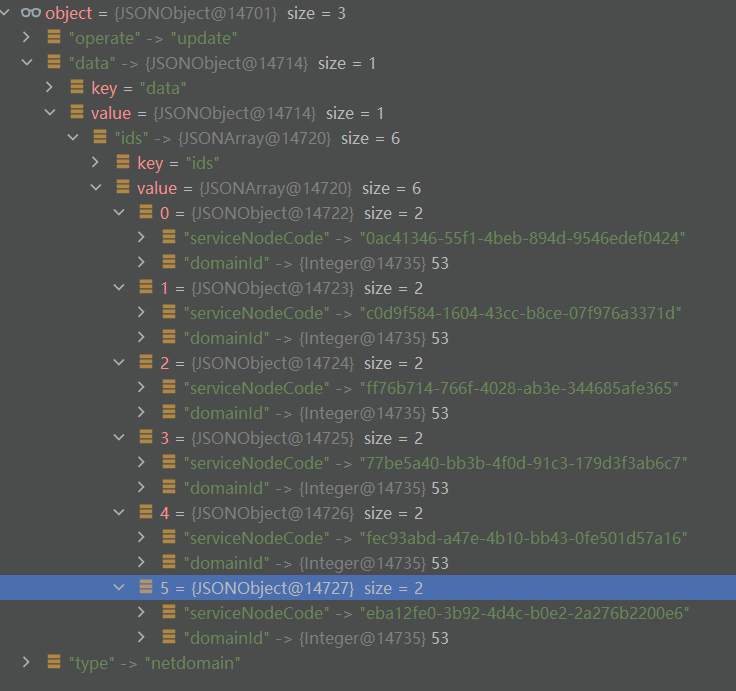 object = {JSONObject@14701} size = 3
"operate" -> "update"
"data" -> {JSONObject@14714} size = 1
key = "data"
value = {JSONObject@14714} size = 1
"ids" -> {JSONArray@14720} size = 6
key = "ids"
value = {JSONArray@14720} size = 6
0 = {JSONObject@14722} size = 2
"serviceNodeCode" -> "0ac41346-55f1-4beb-894d-9546edef0424"
"domainId" -> {Integer@14735} 53
1 = {JSONObject@14723} size = 2
"serviceNodeCode" -> "c0d9f584-1604-43cc-b8ce-07f976a3371d"
"domainId" -> {Integer@14735} 53
2 = {JSONObject@14724} size = 2
"serviceNodeCode" -> "ff76b714-766f-4028-ab3e-344685afe365"
"domainId" -> {Integer@14735} 53
3 = {JSONObject@14725} size = 2
"serviceNodeCode" -> "77be5a40-bb3b-4f0d-91c3-179d3f3ab6c7"
"domainId" -> {Integer@14735} 53
4 = {JSONObject@14726} size = 2
"serviceNodeCode" -> "fec93abd-a47e-4b10-bb43-0fe501d57a16"
"domainId" -> {Integer@14735} 53
5 = {JSONObject@14727} size = 2
"serviceNodeCode" -> "eba12fe0-3b92-4d4c-b0e2-2a276b2200e6"
"domainId" -> {Integer@14735} 53
"type" -> "netdomain"